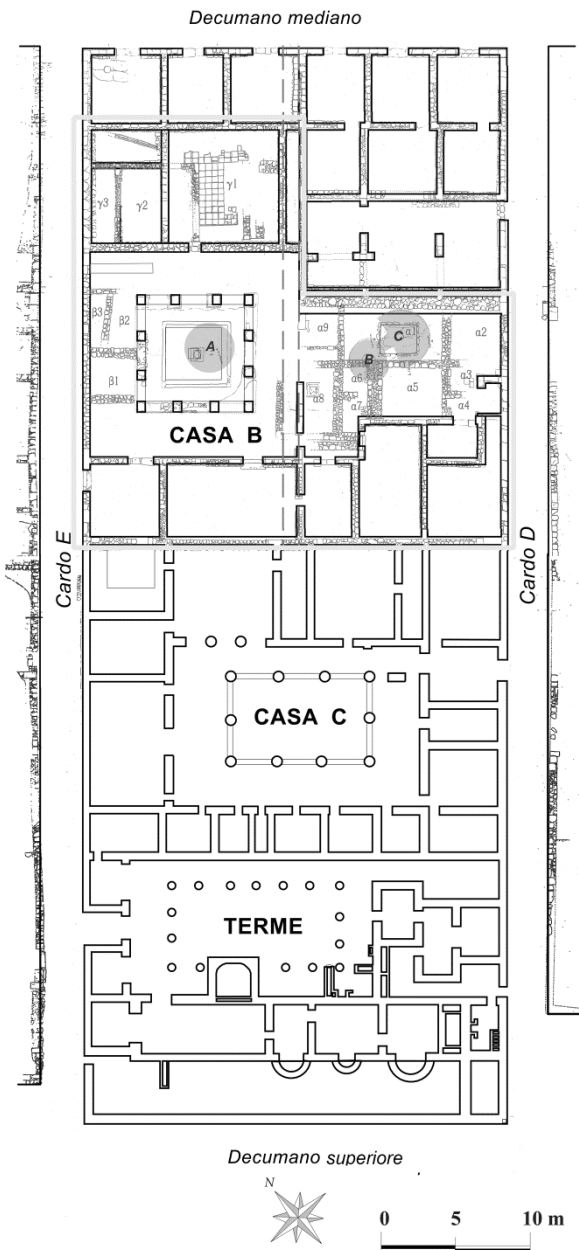 Decumano mediano
γ1
γ3
γ2
α9
C
α
α2
β3
β2
A
B
α3
α6
α5
β1
α8
α7
α4
CASA B
Cardo E
Cardo D
CASA C
TERME
Decumano superiore
N
0 5 10 m